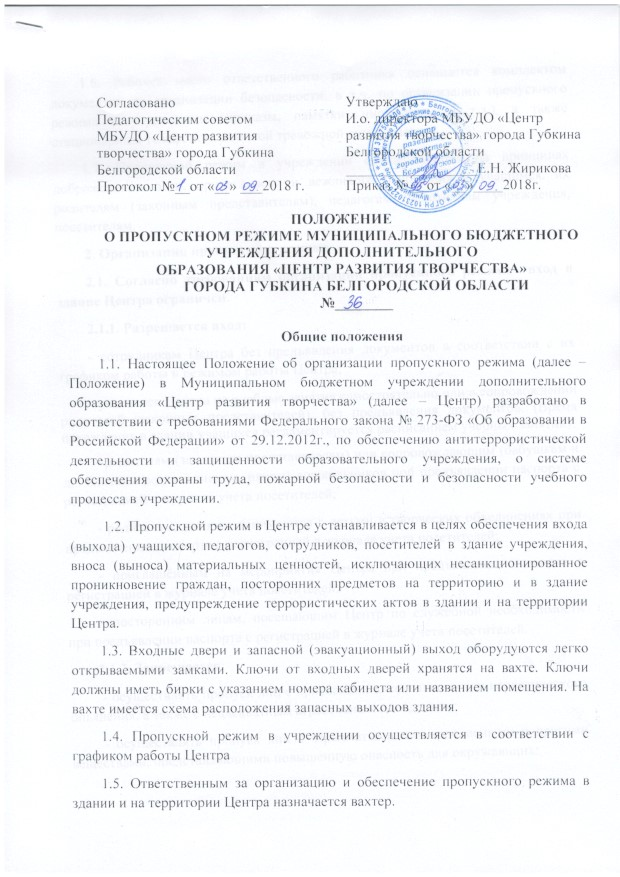 Согласовано
Педагогическим советом
МБУДО «Центр развития
творчества» города Губкина
Белгородской области
Протокол №1 от «03» 09 2018 г.
Утверждаю
И.о. директора МБУДО «Центр
развития творчества» города Губкина
Белгородской области
Е.Н. Жирикова
Приказ № от «03» 09 2018г.
ПОЛОЖЕНИЕ
О ПРОПУСКНОМ РЕЖИМЕ МУНИЦИПАЛЬНОГО БЮДЖЕТНОГО
УЧРЕЖДЕНИЯ ДОПОЛНИТЕЛЬНОГО
ОБРАЗОВАНИЯ «ЦЕНТР РАЗВИТИЯ ТВОРЧЕСТВА»
ГОРОДА ГУБКИНА БЕЛГОРОДСКОЙ ОБЛАСТИ
№ 36
Общие положения
1.1. Настоящее Положение об организации пропускного режима (далее –
Положение) в Муниципальном бюджетном учреждении дополнительного
образования «Центр развития творчества» (далее – Центр) разработано в
соответствии с требованиями Федерального закона № 273-ФЗ «Об образовании в
Российской Федерации» от 29.12.2012г., по обеспечению антитеррористической
деятельности и защищенности образовательного учреждения, о системе
обеспечения охраны труда, пожарной безопасности и безопасности учебного
процесса в учреждении.
1.2. Пропускной режим в Центре устанавливается в целях обеспечения входа
(выхода) учащихся, педагогов, сотрудников, посетителей в здание учреждения,
вноса (выноса) материальных ценностей, исключающих несанкционированное
проникновение граждан, посторонних предметов на территорию и в здание
учреждения, предупреждение террористических актов в здании и на территории
Центра.
1.3. Входные двери и запасной (эвакуационный) выход оборудуются легко
открываемыми замками. Ключи от входных дверей хранятся на вахте. Ключи
должны иметь бирки с указанием номера кабинета или названием помещения. На
вахте имеется схема расположения запасных выходов здания.
1.4. Пропускной режим в учреждении осуществляется в соответствии с
графиком работы Центра
1.5. Ответственным за организацию и обеспечение пропускного режима в
здании и на территории Центра назначается вахтер.